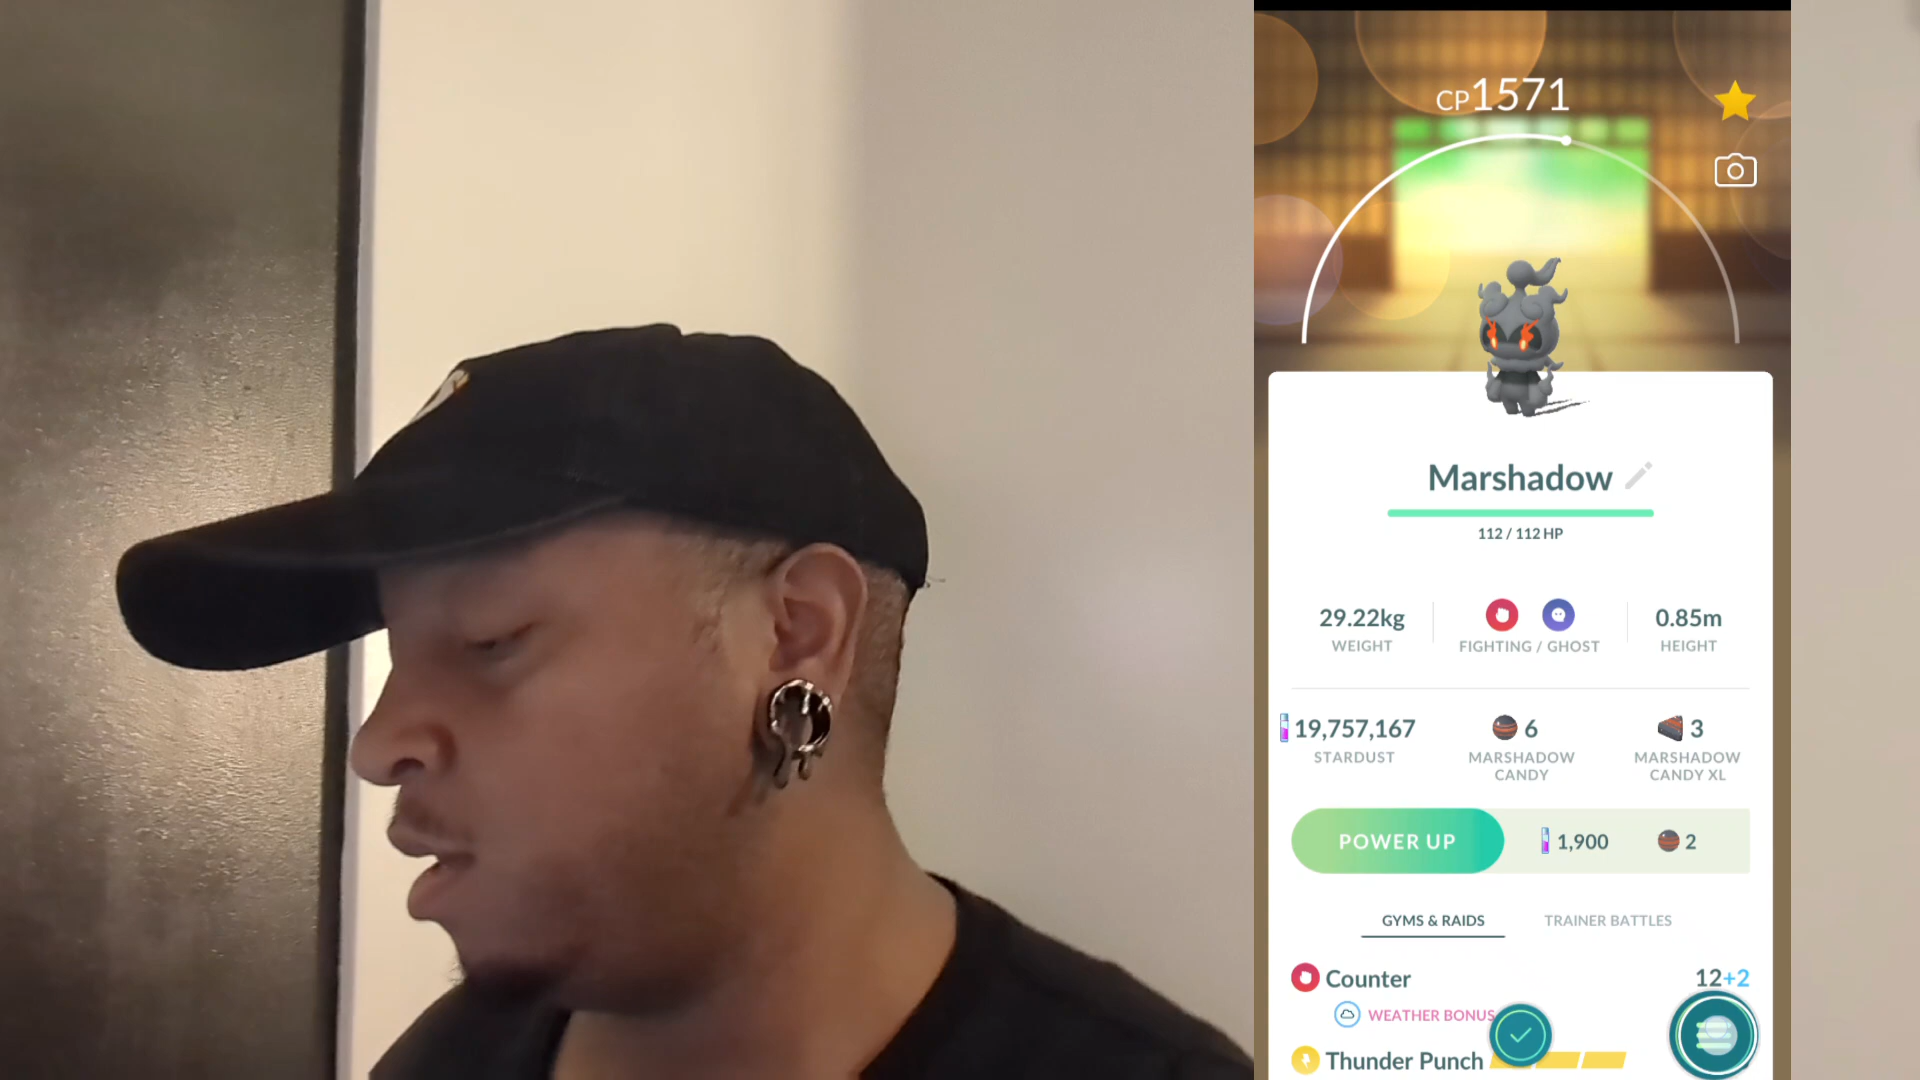 CP1571
Marshadow
112 / 112 HP
29.22kg
WEIGHT
FIGHTING / GHOST
0.85m
HEIGHT
19,757,167
STARDUST
6
MARSHADOW
CANDY
3
MARSHADOW
CANDY XL
POWER UP
1,900
2
GYMS & RAIDS
TRAINER BATTLES
Counter
12+2
WEATHER BONUS
Thunder Punch